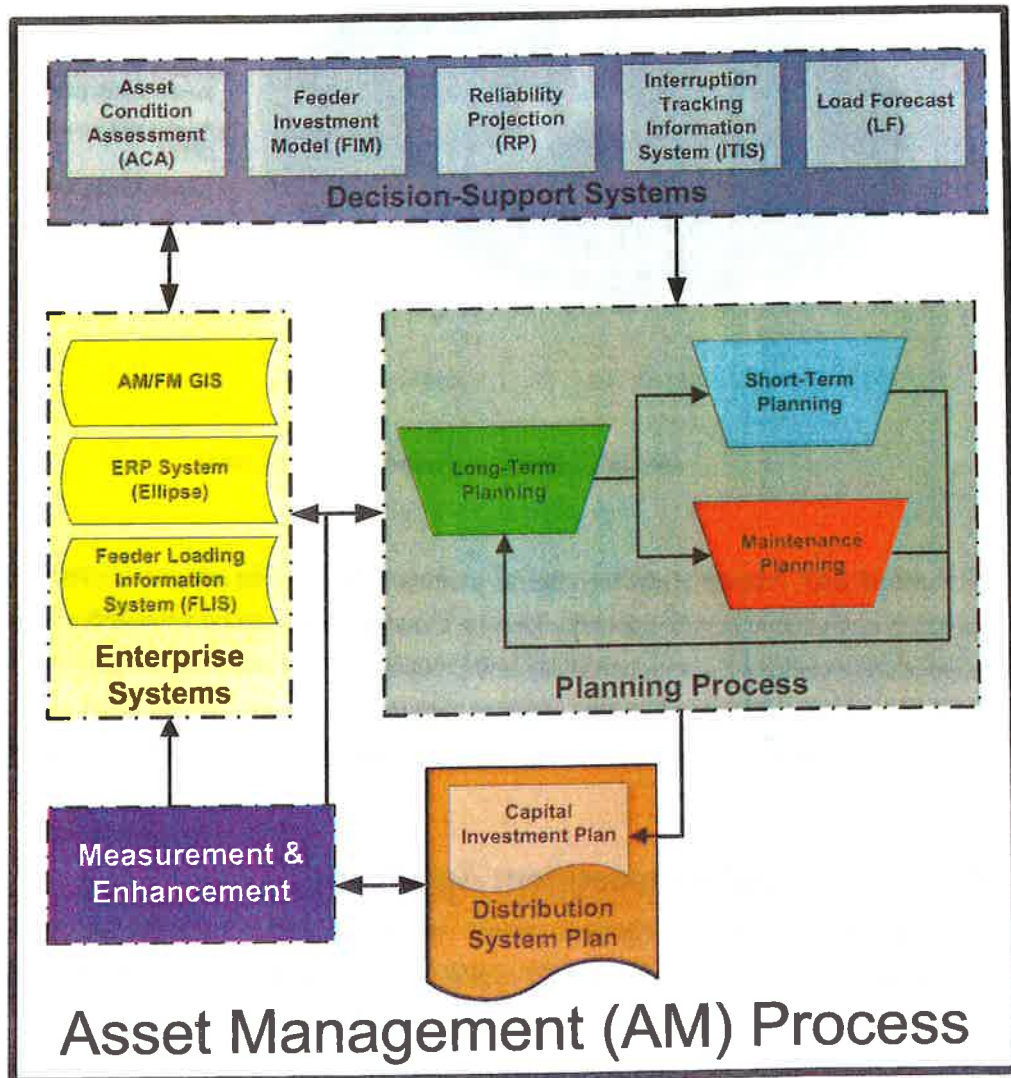 Asset
Condition
Assessment
(ACA)
Feeder
Investment
Model (FIM)
Reliability
Projection
(RP)
Interruption
Tracking
Information
System (ITIS)
Load Forecast
(LF)
Decision-Support Systems
AM/FM GIS
ERP System
(Ellipse)
Feeder Loading
Information
System (FLIS)
Enterprise
Systems
Long-Term
Planning
Short-Term
Planning
Maintenance
Planning
Planning Process
Measurement &
Enhancement
Capital
Investment Plan
Distribution
System Plan
Asset Management (AM) Process